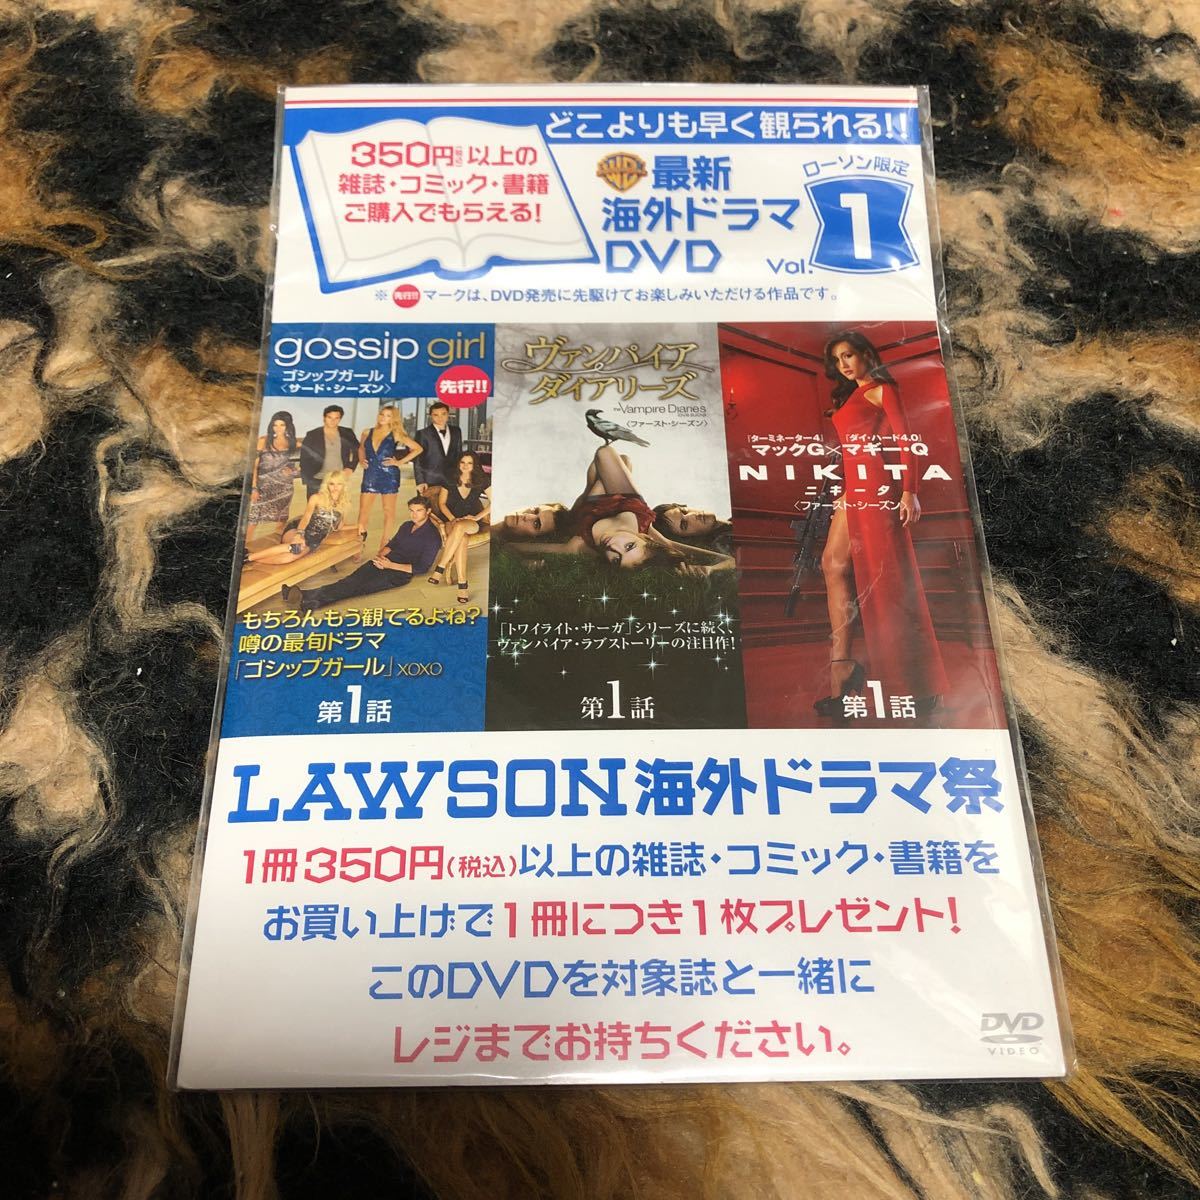 どこよりも早く観られる!!
350円(税込)以上の
雑誌・コミック・書籍
ご購入でもらえる!
最新
海外ドラマ
DVD
ローソン限定
Vol. 1
※先行!!マークは、DVD発売に先駆けてお楽しみいただける作品です。
gossip girl
ゴシップガール
〈サード・シーズン〉
先行!!
もちろんもう観てるよね?
噂の最旬ドラマ
「ゴシップガール」XOXO
第1話
ヴァンパイア
ダイアリーズ
THE Vampire Diaries
〈ファースト・シーズン〉
「トワイライト・サーガ」シリーズに続く、
ヴァンパイア・ラブストーリーの注目作!
第1話
『ターミネーター4』 『ダイ・ハード4.0』
マックG×マギー・Q
NIKITA
ニキータ
〈ファースト・シーズン〉
第1話
LAWSON海外ドラマ祭
1冊350円(税込)以上の雑誌・コミック・書籍を
お買い上げで1冊につき1枚プレゼント!
このDVDを対象誌と一緒に
レジまでお持ちください。
DVD
VIDEO